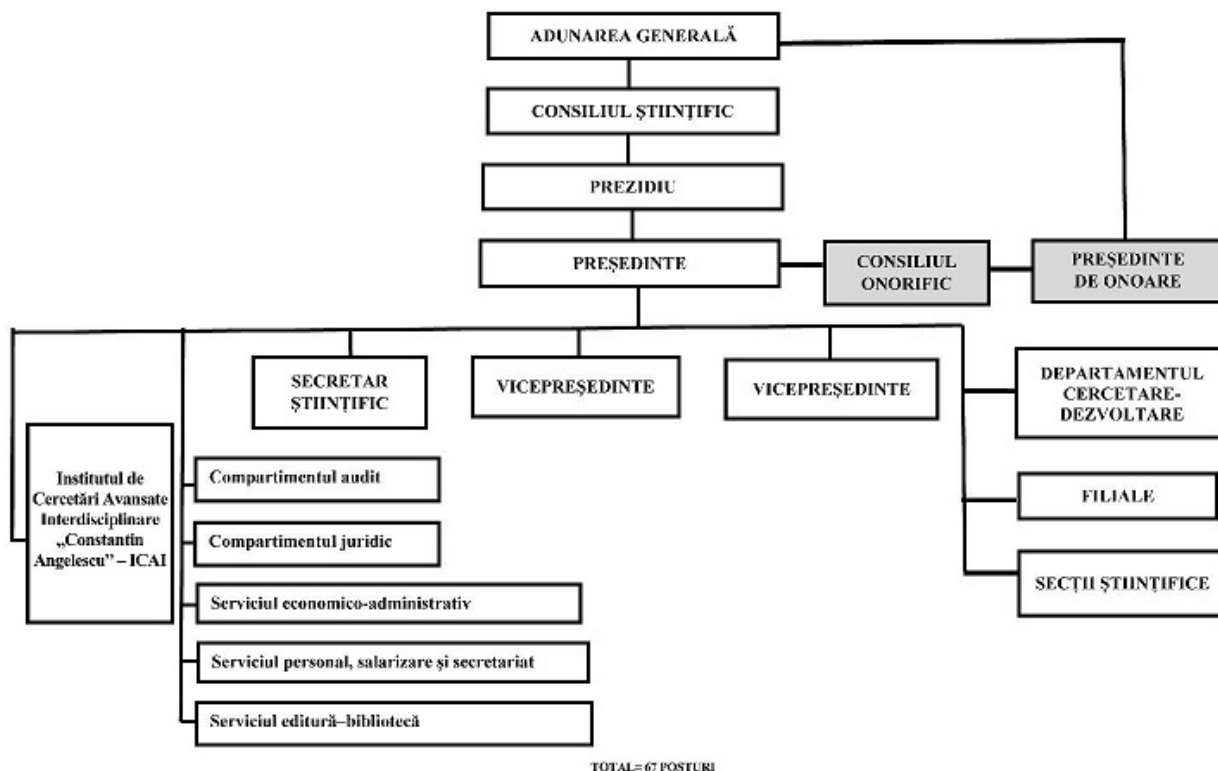 ADUNAREA GENERALĂ
CONSILIUL ŞTIINŢIFIC
PREZIDIU
PREŞEDINTE
CONSILIUL
ONORIFIC
PREŞEDINTE
DE ONOARE
SECRETAR
ŞTIINŢIFIC
VICEPREŞEDINTE
VICEPREŞEDINTE
DEPARTAMENTUL
CERCETARE-
DEZVOLTARE
Institutul de
Cercetări Avansate
Interdisciplinare
„Constantin
Angelescu” – ICAI
Compartimentul audit
Compartimentul juridic
Serviciul economico-administrativ
Serviciul personal, salarizare şi secretariat
Serviciul editură–bibliotecă
FILIALE
SECŢII ŞTIINŢIFICE
TOTAL= 67 POSTURI